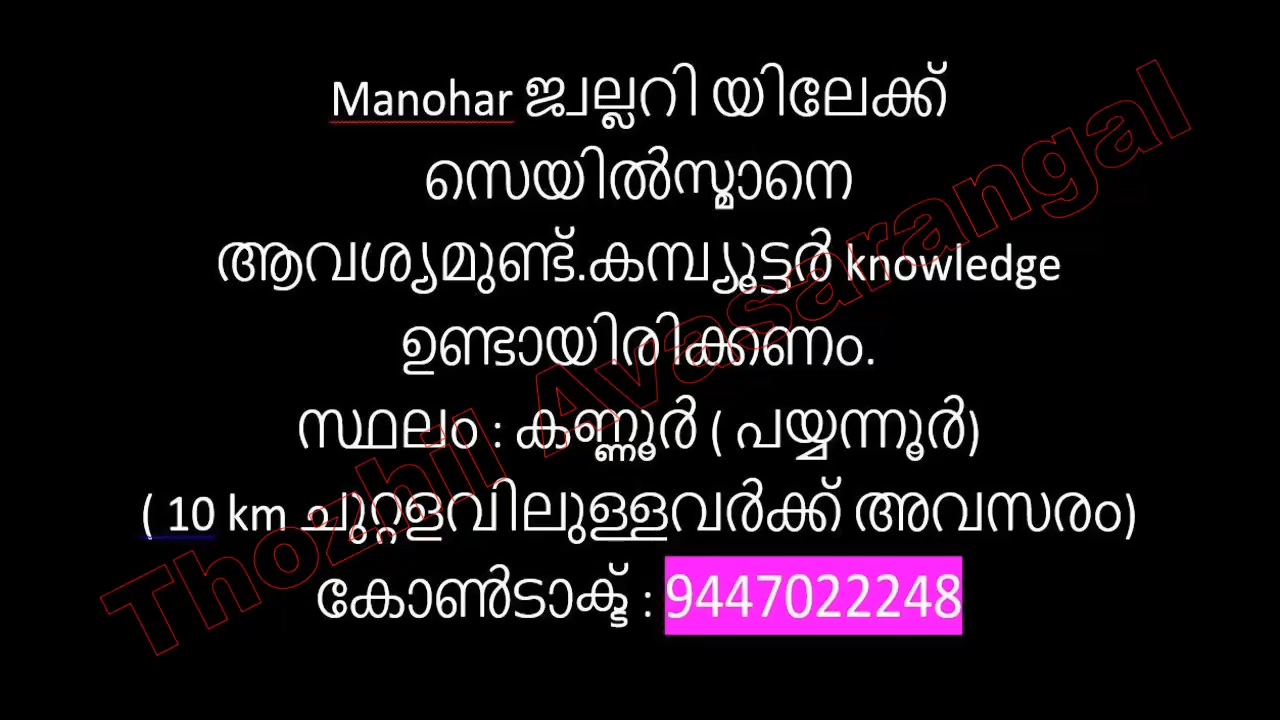 Manohar ജ്വല്ലറി യിലേക്ക്
സെയിൽസ്മാനെ
ആവശ്യമുണ്ട്.കമ്പ്യൂട്ടർ knowledge
ഉണ്ടായിരിക്കണം.
സ്ഥലം : കണ്ണൂർ ( പയ്യന്നൂർ)
( 10 km ചുറ്റളവിലുള്ളവർക്ക് അവസരം)
കോൺടാക്ട് : 9447022248
Thozhil Avasarangal